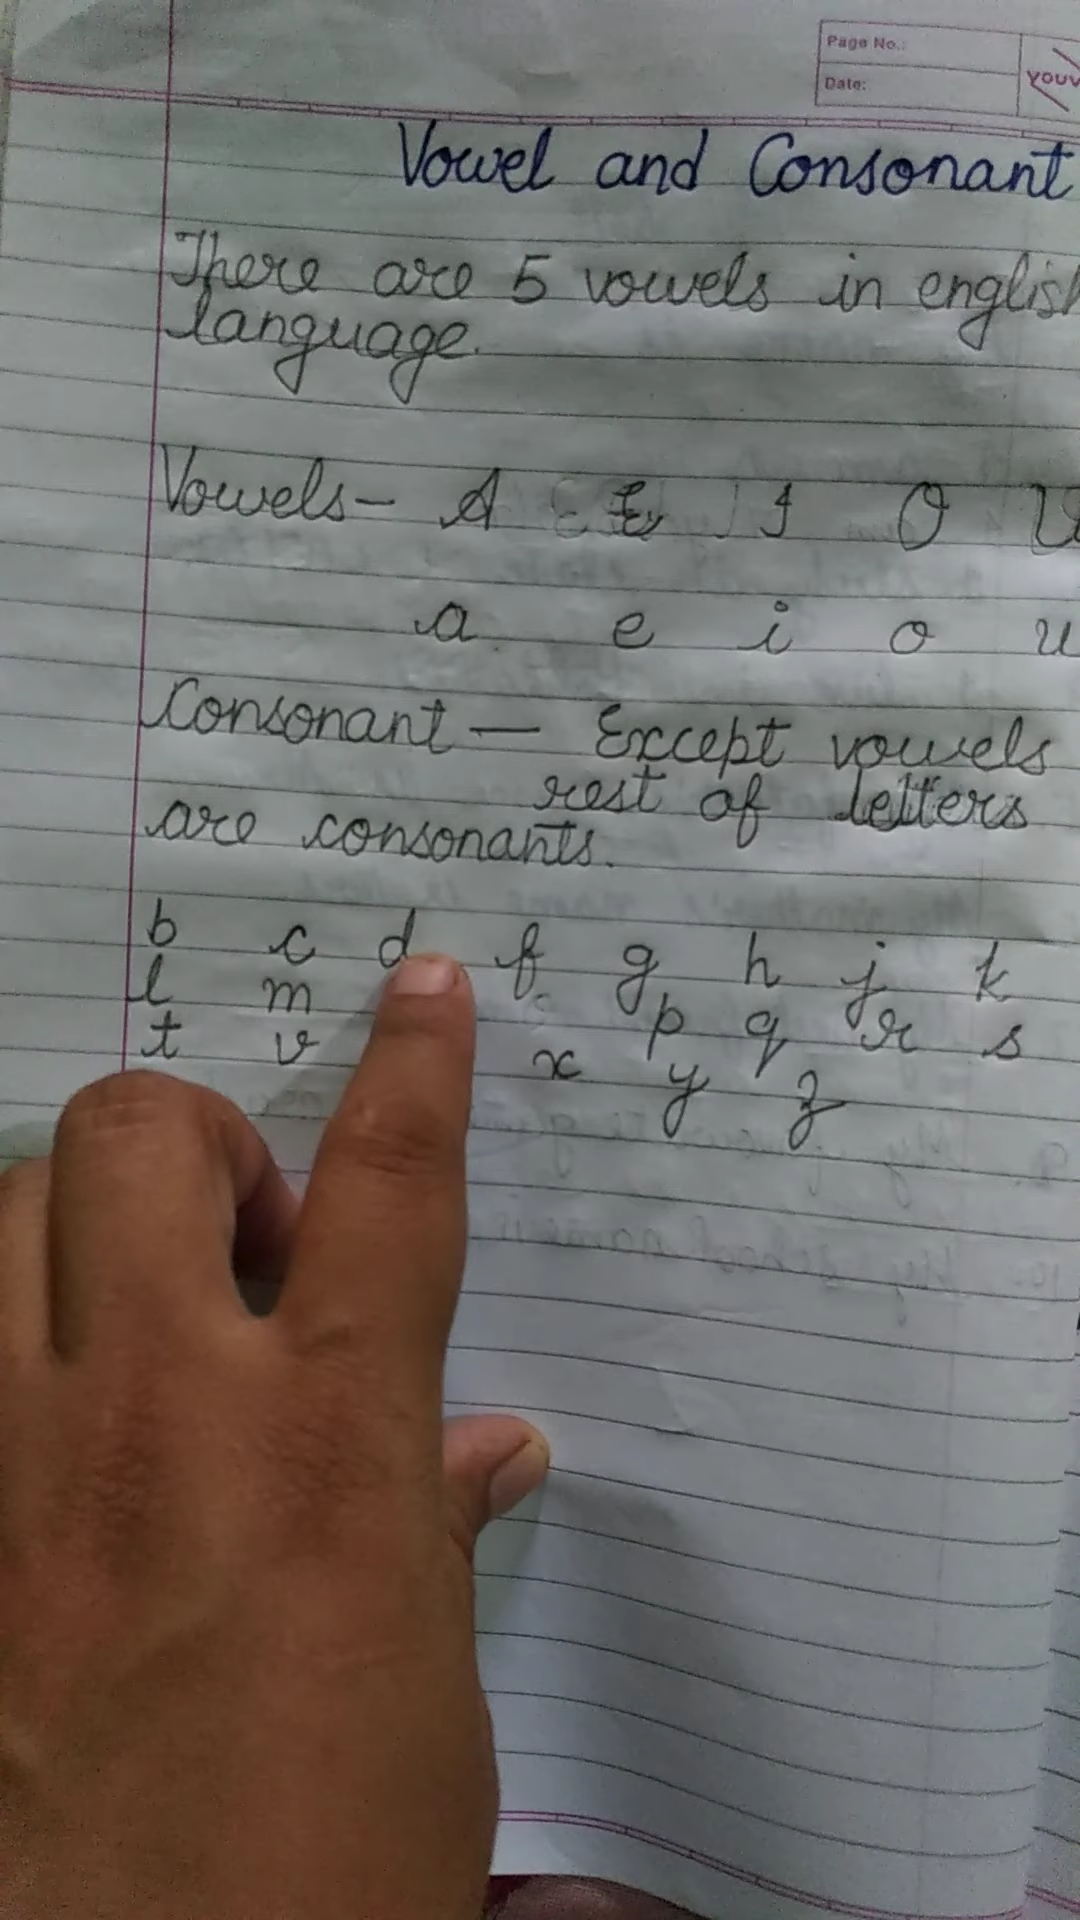 Page No.:
Date:
YOUV
Vowel and Consonant
There are 5 vowels in english
language.
Vowels- A E I O U
a e i o u
Consonant - Except vowels
rest of letters
are consonants.
b c d f g h j k
l m p q r s
t v x y z